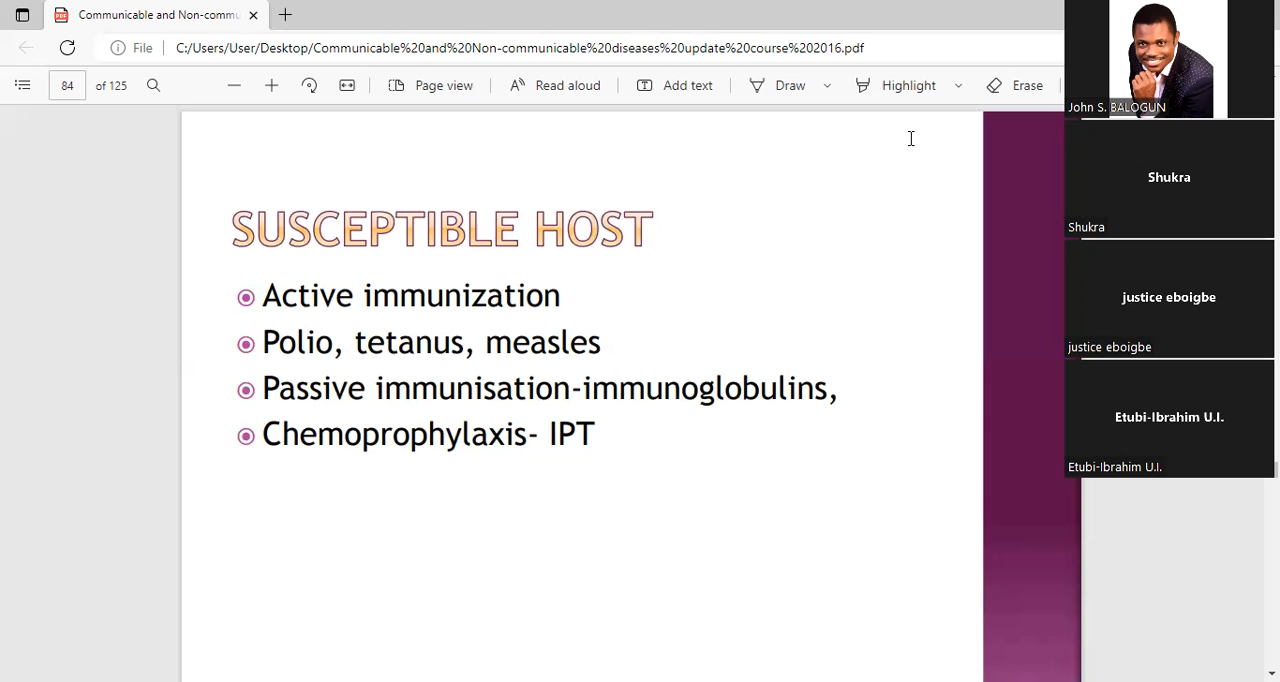 Communicable and Non-commu
File
C:/Users/User/Desktop/Communicable%20and%20Non-communicable%20diseases%20update%20course%202016.pdf
84 of 125
Page view
Read aloud
Add text
Draw
Highlight
Erase
John S. BALOGUN
Shukra
Shukra
justice eboigbe
justice eboigbe
Etubi-Ibrahim U.I.
Etubi-Ibrahim U.I.
SUSCEPTIBLE HOST
Active immunization
Polio, tetanus, measles
Passive immunisation-immunoglobulins,
Chemoprophylaxis- IPT